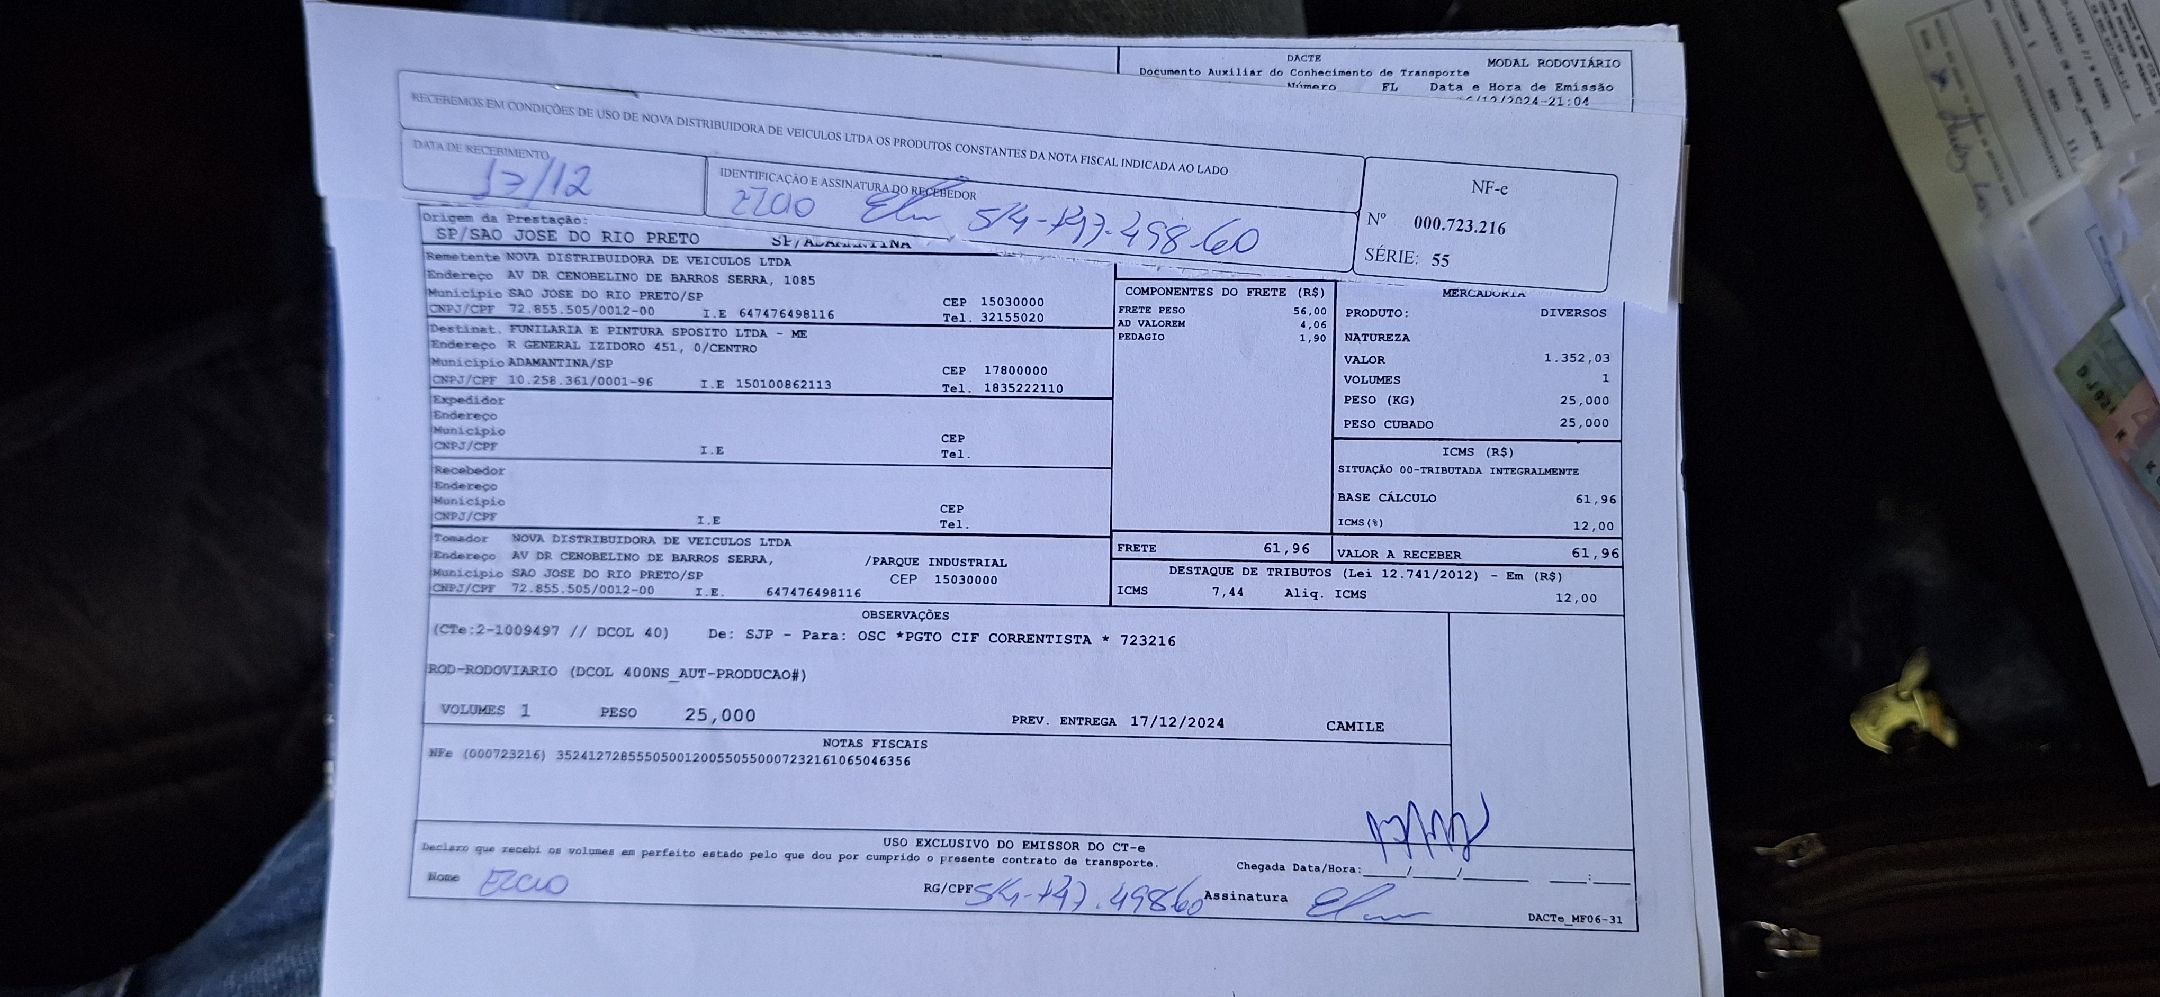 DACTE
MODAL RODOVIÁRIO
Documento Auxiliar do Conhecimento de Transporte
Número FL Data e Hora de Emissão
/12/2024-21:04
RECEBEMOS EM CONDIÇÕES DE USO DE NOVA DISTRIBUIDORA DE VEICULOS LTDA OS PRODUTOS CONSTANTES DA NOTA FISCAL INDICADA AO LADO
DATA DE RECEBIMENTO
17/12
IDENTIFICAÇÃO E ASSINATURA DO RECEBEDOR
EZCIO
NF-e
Nº 000.723.216
SÉRIE: 55
Origem da Prestação:
SP/SAO JOSE DO RIO PRETO SP/ADAMANTINA
Remetente NOVA DISTRIBUIDORA DE VEICULOS LTDA
Endereço AV DR CENOBELINO DE BARROS SERRA, 1085
Município SAO JOSE DO RIO PRETO/SP CEP 15030000
CNPJ/CPF 72.855.505/0012-00 I.E 647476498116 Tel. 32155020
Destinat. FUNILARIA E PINTURA SPOSITO LTDA - ME
Endereço R GENERAL IZIDORO 451, 0/CENTRO
Município ADAMANTINA/SP CEP 17800000
CNPJ/CPF 10.258.361/0001-96 I.E 150100862113 Tel. 1835222110
Expedidor
Endereço
Município CEP
CNPJ/CPF I.E Tel.
Recebedor
Endereço
Município CEP
CNPJ/CPF I.E Tel.
Tomador NOVA DISTRIBUIDORA DE VEICULOS LTDA
Endereço AV DR CENOBELINO DE BARROS SERRA, /PARQUE INDUSTRIAL
Município SAO JOSE DO RIO PRETO/SP CEP 15030000
CNPJ/CPF 72.855.505/0012-00 I.E. 647476498116
COMPONENTES DO FRETE (R$)
FRETE PESO 56,00
AD VALOREM 4,06
PEDAGIO 1,90
FRETE 61,96
MERCADORIA
PRODUTO: DIVERSOS
NATUREZA
VALOR 1.352,03
VOLUMES 1
PESO (KG) 25,000
PESO CUBADO 25,000
ICMS (R$)
SITUAÇÃO 00-TRIBUTADA INTEGRALMENTE
BASE CÁLCULO 61,96
ICMS(%) 12,00
VALOR A RECEBER 61,96
DESTAQUE DE TRIBUTOS (Lei 12.741/2012) - Em (R$)
ICMS 7,44 Aliq. ICMS 12,00
OBSERVAÇÕES
(CTe:2-1009497 // DCOL 40) De: SJP - Para: OSC *PGTO CIF CORRENTISTA * 723216
ROD-RODOVIARIO (DCOL 400NS_AUT-PRODUCAO#)
VOLUMES 1 PESO 25,000 PREV. ENTREGA 17/12/2024 CAMILE
NOTAS FISCAIS
NFe (000723216) 35241272855505001200550550007232161065046356
USO EXCLUSIVO DO EMISSOR DO CT-e
Declaro que recebi os volumes em perfeito estado pelo que dou por cumprido o presente contrato de transporte.
Chegada Data/Hora:____/____/______ ____:____
Nome EZCIO RG/CPF Assinatura
DACTe_MF06-31